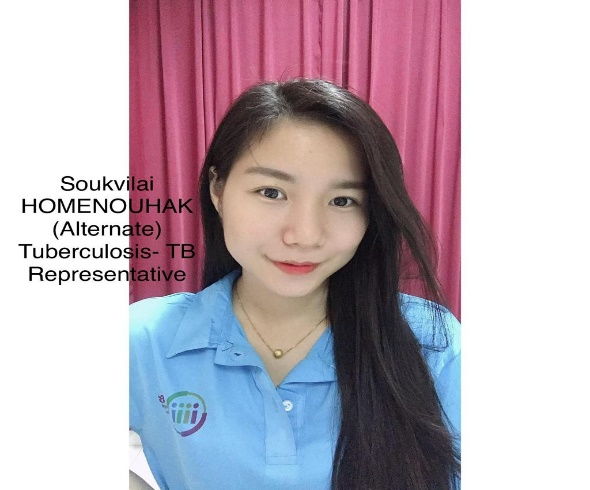 Soukvilai
HOMENOUHAK
(Alternate)
Tuberculosis- TB
Representative